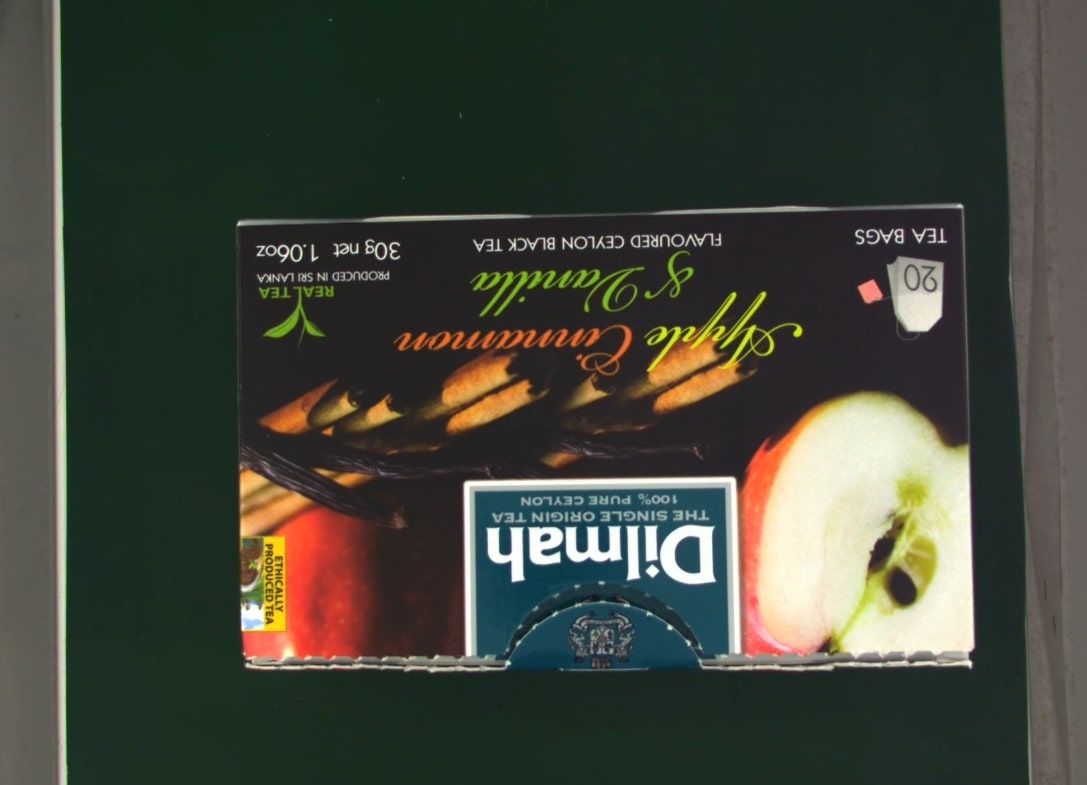 Dilmah
THE SINGLE ORIGIN TEA
100% PURE CEYLON
ETHICALLY
PRODUCED TEA
Apple Cinnamon
& Vanilla
FLAVOURED CEYLON BLACK TEA
20
TEA BAGS
REAL TEA
PRODUCED IN SRI LANKA
30g net 1.06oz